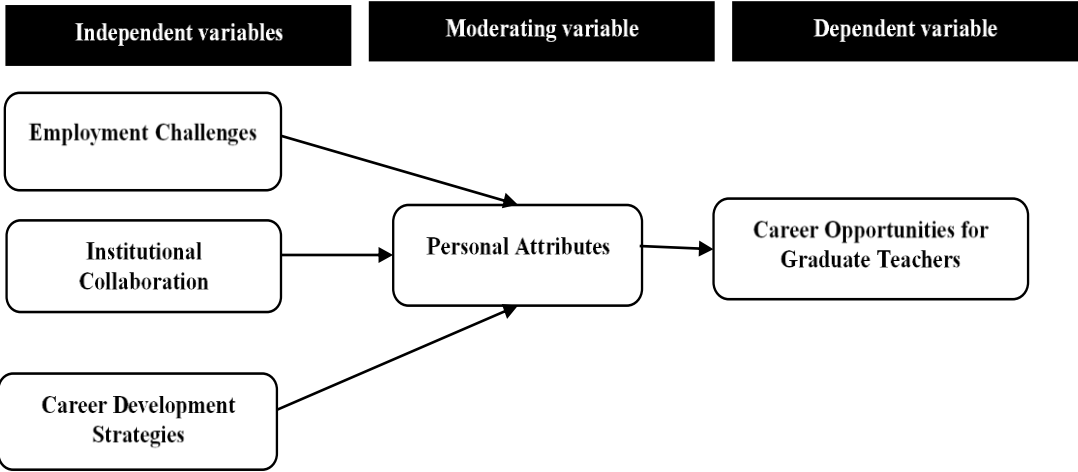 Independent variables
Moderating variable
Dependent variable
Employment Challenges
Institutional
Collaboration
Career Development
Strategies
Personal Attributes
Career Opportunities for
Graduate Teachers